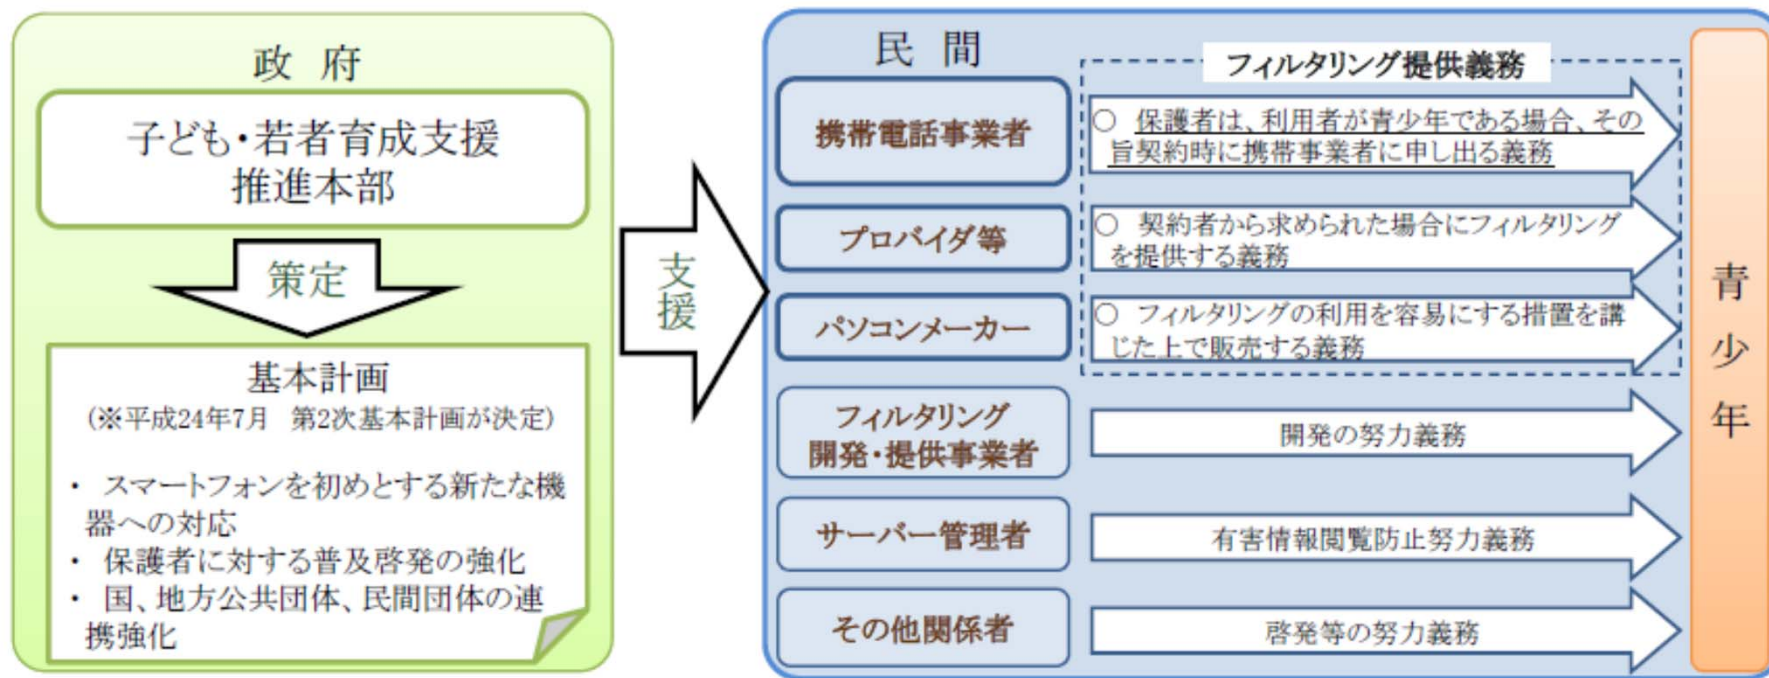 政 府
子ども・若者育成支援
推進本部
策定
基本計画
(※平成24年7月　第2次基本計画が決定)
・ スマートフォンを初めとする新たな機
器への対応
・ 保護者に対する普及啓発の強化
・ 国、地方公共団体、民間団体の連
携強化
支援
民 間
フィルタリング提供義務
携帯電話事業者
○ 保護者は、利用者が青少年である場合、その
旨契約時に携帯事業者に申し出る義務
プロバイダ等
○ 契約者から求められた場合にフィルタリング
を提供する義務
パソコンメーカー
○ フィルタリングの利用を容易にする措置を講
じた上で販売する義務
フィルタリング
開発・提供事業者
開発の努力義務
サーバー管理者
有害情報閲覧防止努力義務
その他関係者
啓発等の努力義務
青少年